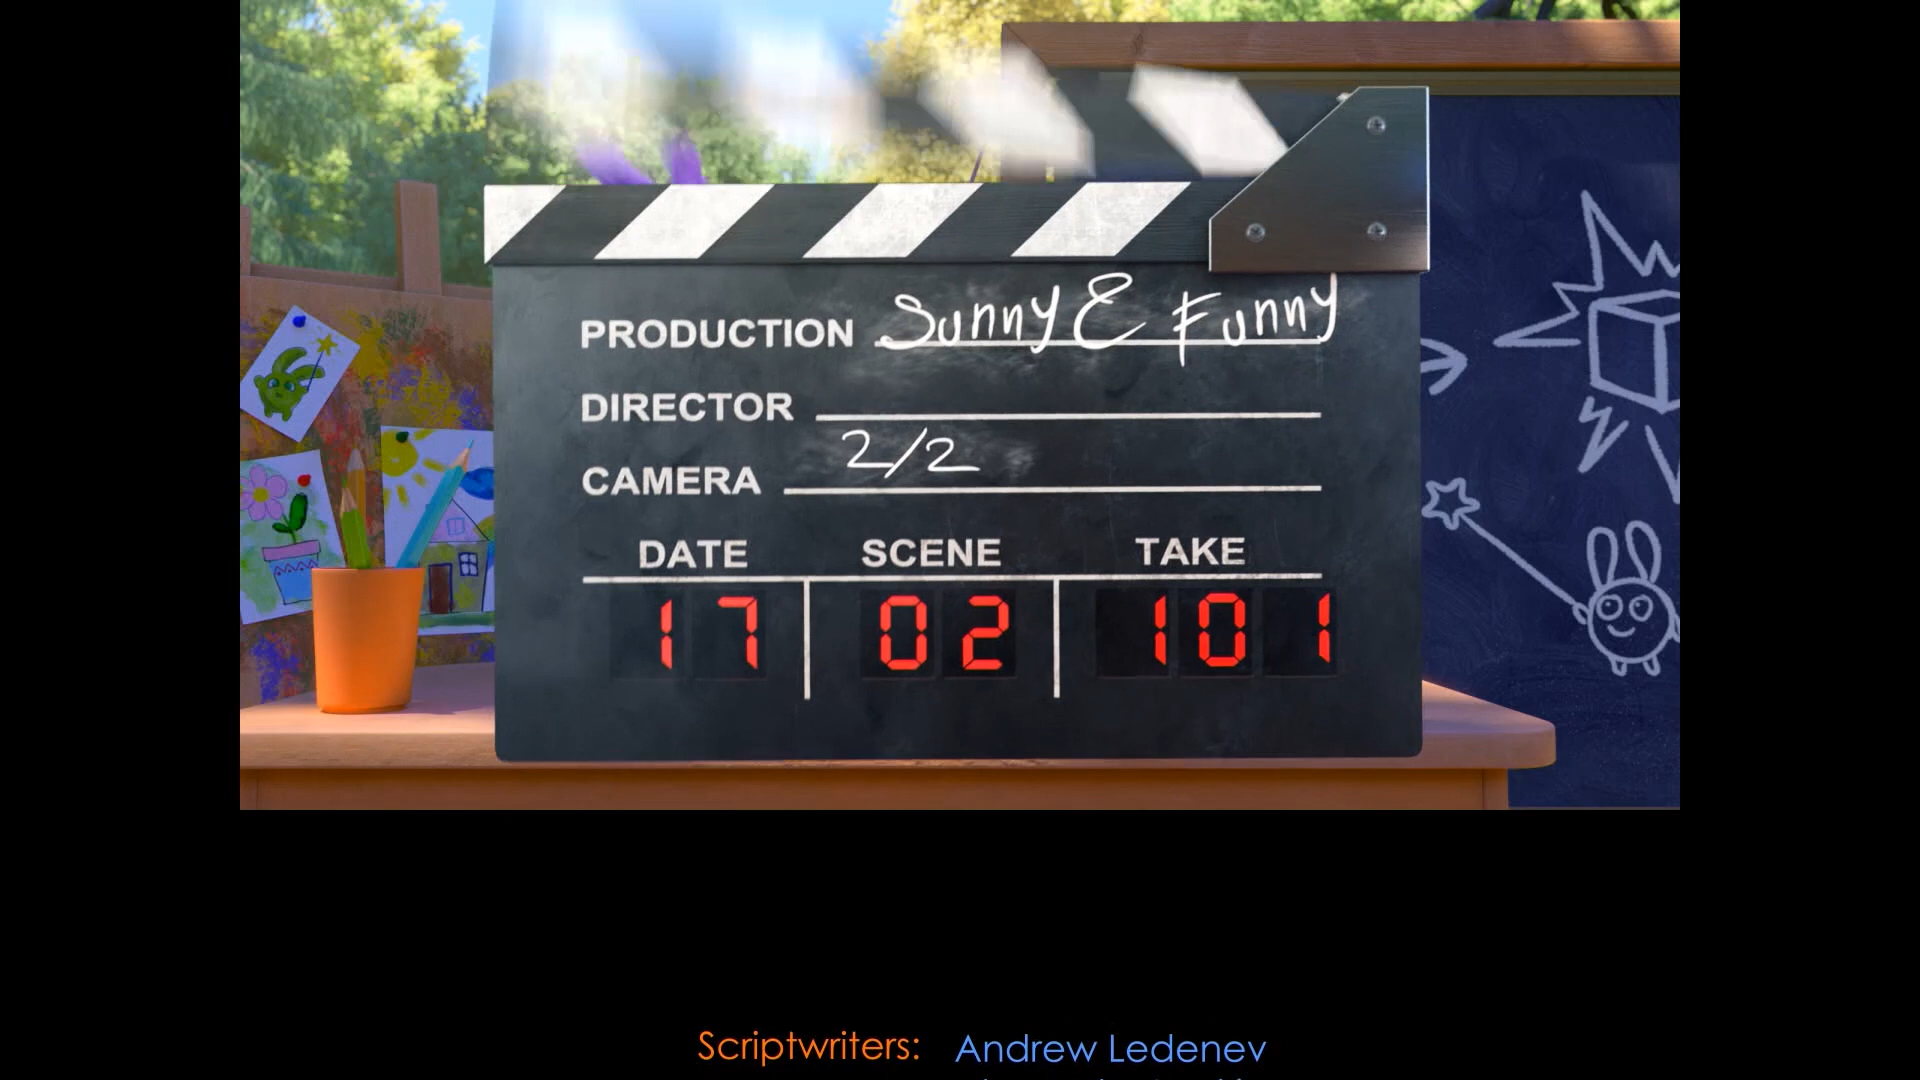 PRODUCTION Sunny & Funny
DIRECTOR
CAMERA 2/2
DATE SCENE TAKE
17 02 101
Scriptwriters: Andrew Ledenev